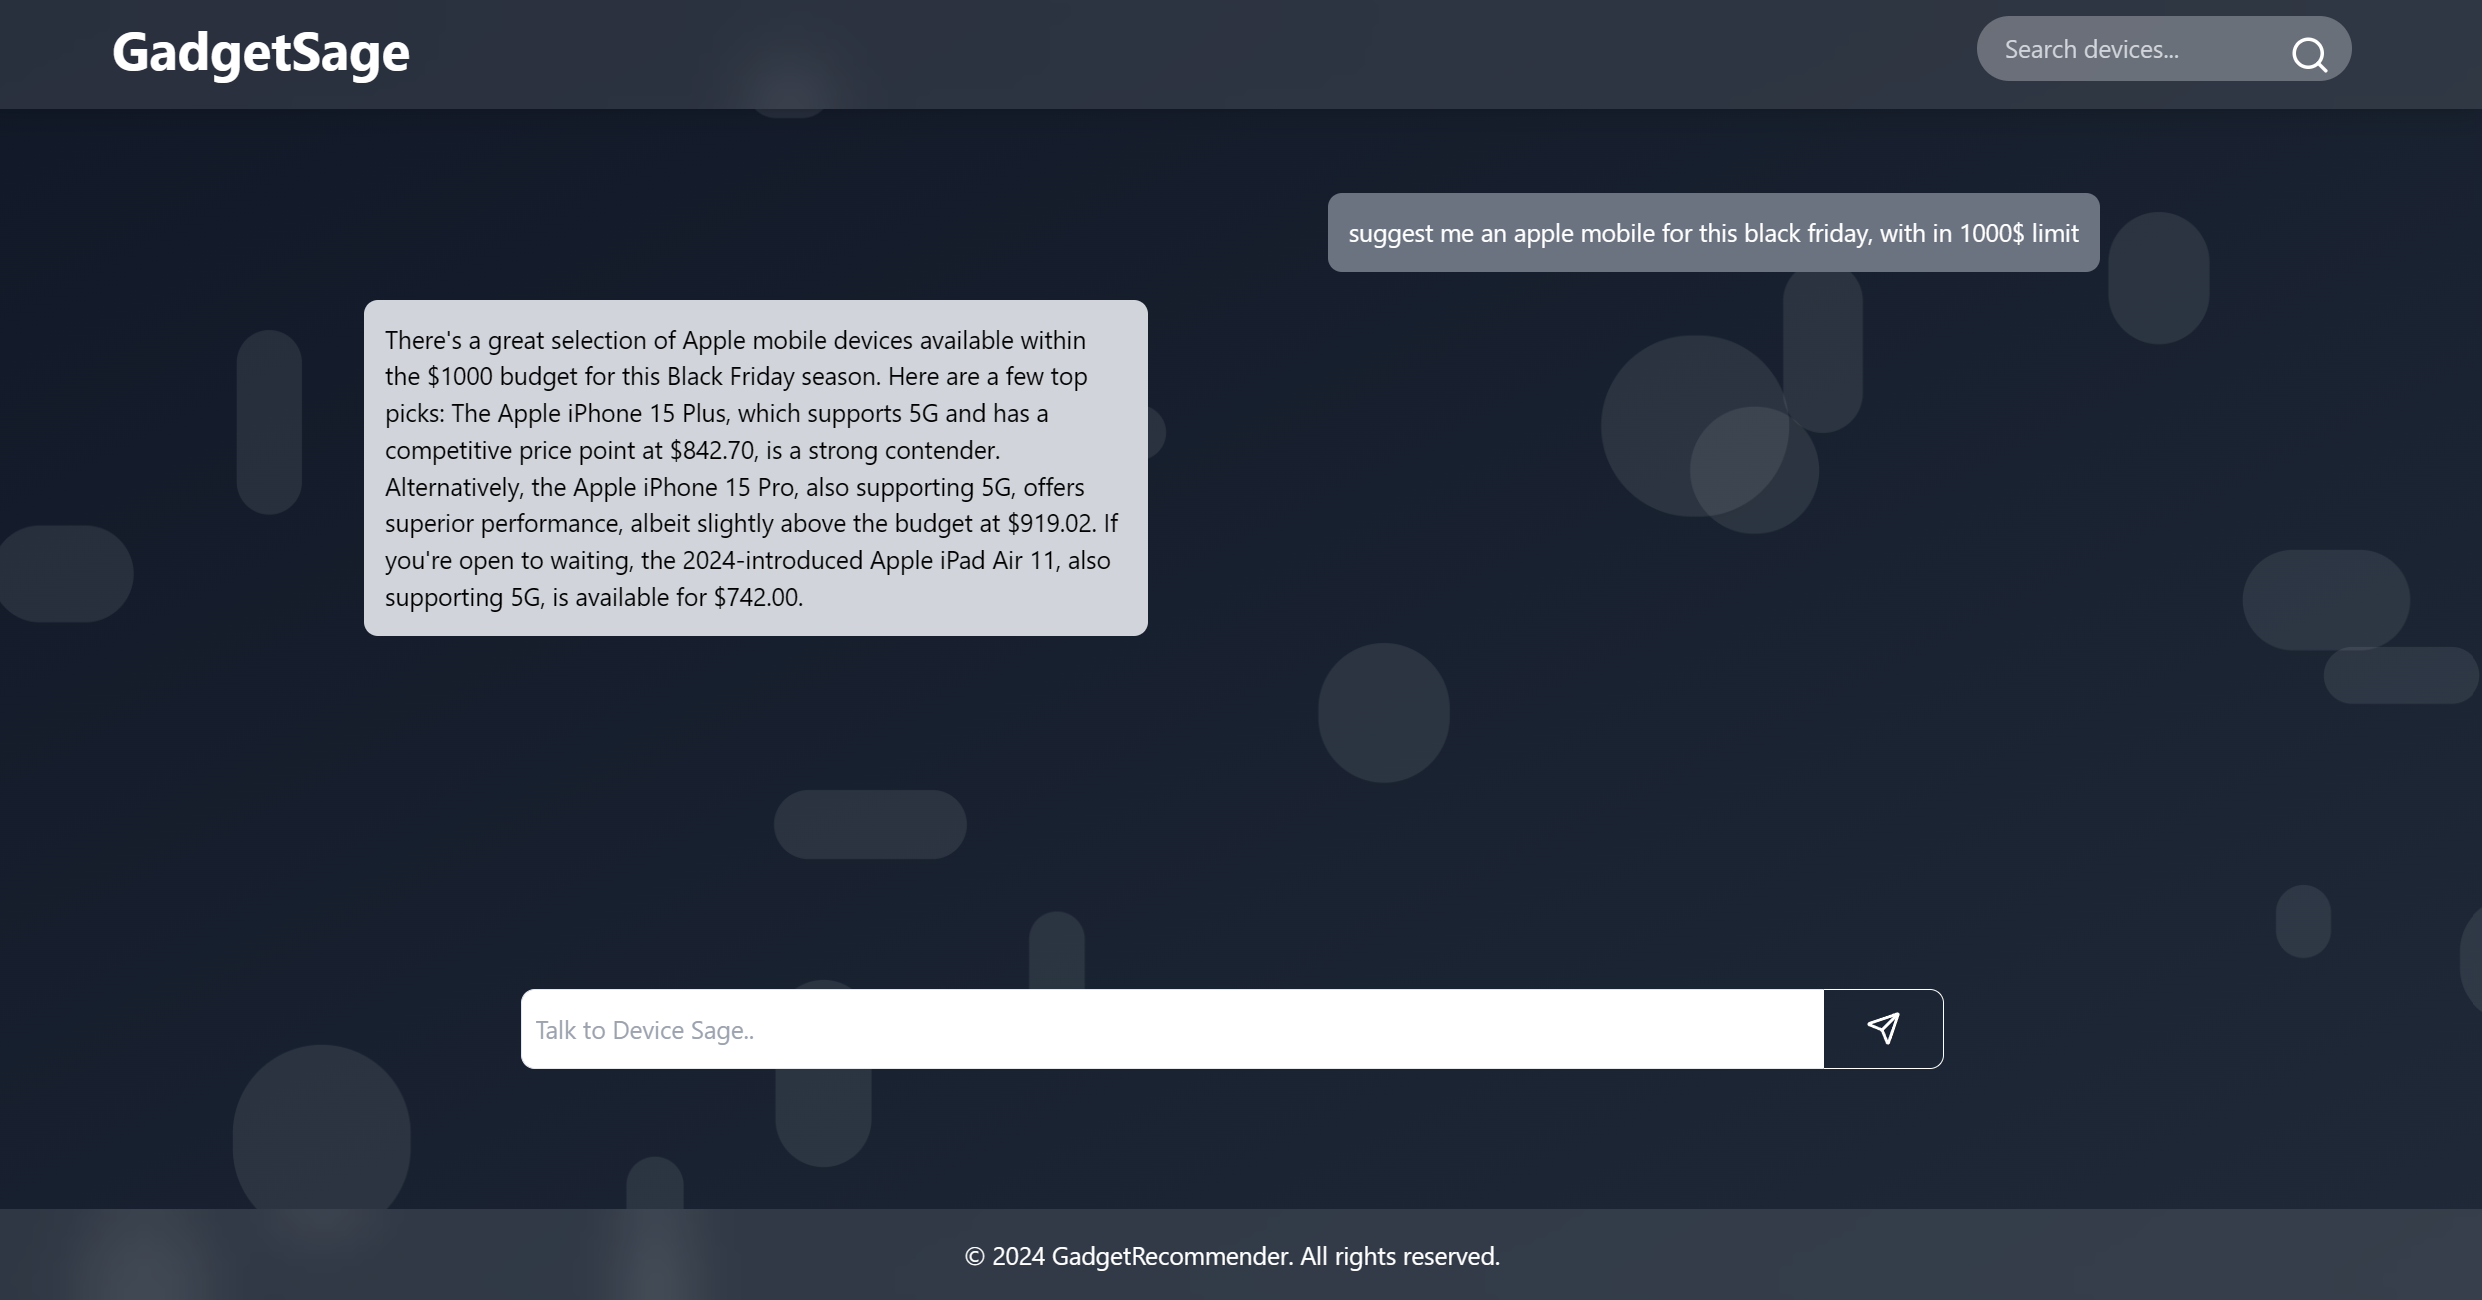 GadgetSage
Search devices...
suggest me an apple mobile for this black friday, with in 1000$ limit
There's a great selection of Apple mobile devices available within
the $1000 budget for this Black Friday season. Here are a few top
picks: The Apple iPhone 15 Plus, which supports 5G and has a
competitive price point at $842.70, is a strong contender.
Alternatively, the Apple iPhone 15 Pro, also supporting 5G, offers
superior performance, albeit slightly above the budget at $919.02. If
you're open to waiting, the 2024-introduced Apple iPad Air 11, also
supporting 5G, is available for $742.00.
Talk to Device Sage..
© 2024 GadgetRecommender. All rights reserved.